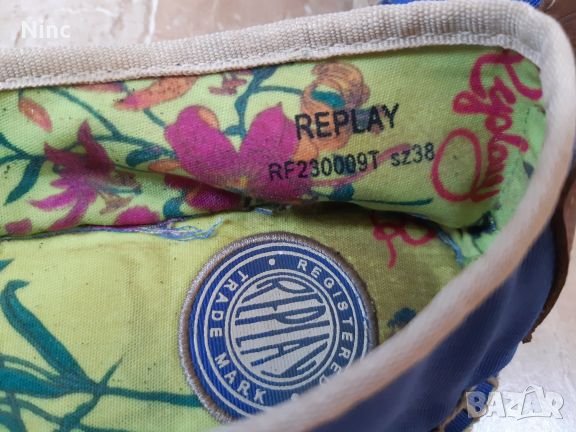 Ninc
REPLAY
RF230009T sz38
Replay
REGISTERED
REPLAY
TRADE MARK
BAZAR